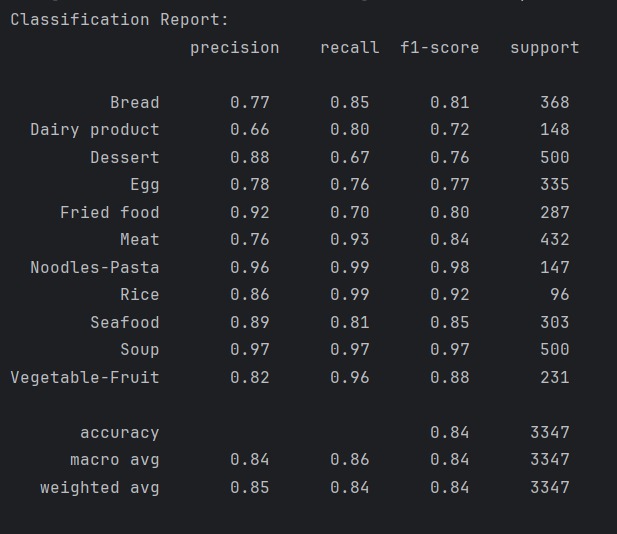 Classification Report:
precision recall f1-score support
Bread 0.77 0.85 0.81 368
Dairy product 0.66 0.80 0.72 148
Dessert 0.88 0.67 0.76 500
Egg 0.78 0.76 0.77 335
Fried food 0.92 0.70 0.80 287
Meat 0.76 0.93 0.84 432
Noodles-Pasta 0.96 0.99 0.98 147
Rice 0.86 0.99 0.92 96
Seafood 0.89 0.81 0.85 303
Soup 0.97 0.97 0.97 500
Vegetable-Fruit 0.82 0.96 0.88 231
accuracy 0.84 3347
macro avg 0.84 0.86 0.84 3347
weighted avg 0.85 0.84 0.84 3347